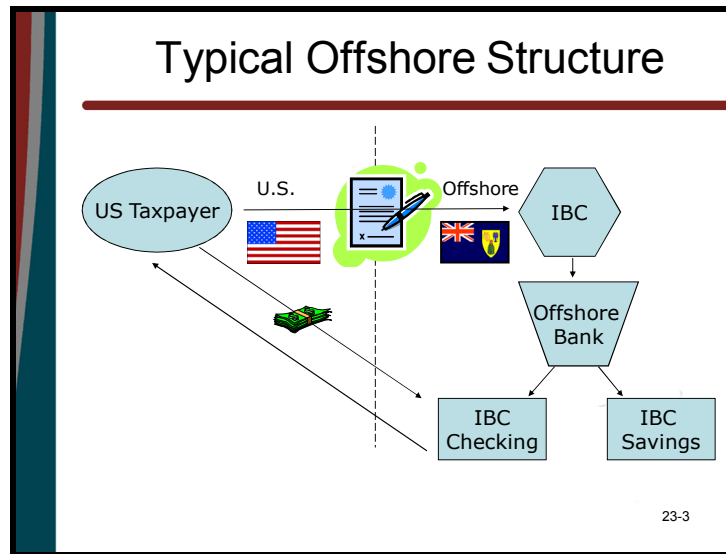 Typical Offshore Structure
U.S.
Offshore
US Taxpayer
IBC
Offshore
Bank
IBC
Checking
IBC
Savings
x
23-3